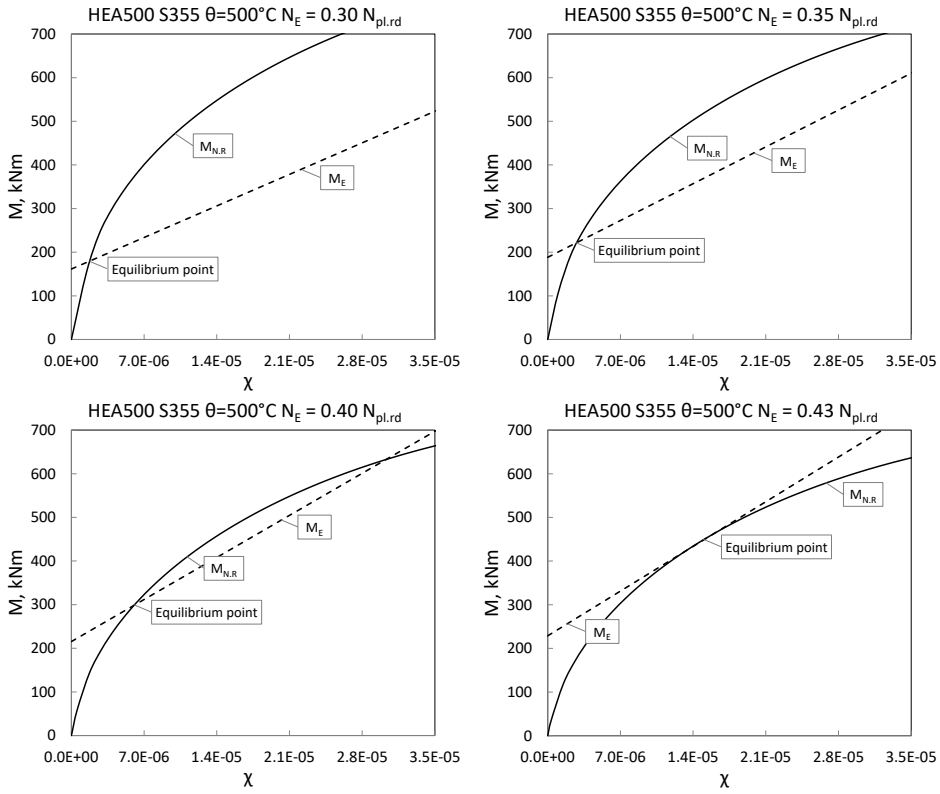 HEA500 S355 θ=500°C N_E = 0.30 N_pl.rd
700
600
500
400
300
200
100
0
M, kNm
M_N.R
M_E
Equilibrium point
0.0E+00 7.0E-06 1.4E-05 2.1E-05 2.8E-05 3.5E-05
χ
HEA500 S355 θ=500°C N_E = 0.35 N_pl.rd
700
600
500
400
300
200
100
0
M, kNm
M_N.R
M_E
Equilibrium point
0.0E+00 7.0E-06 1.4E-05 2.1E-05 2.8E-05 3.5E-05
χ
HEA500 S355 θ=500°C N_E = 0.40 N_pl.rd
700
600
500
400
300
200
100
0
M, kNm
M_E
M_N.R
Equilibrium point
0.0E+00 7.0E-06 1.4E-05 2.1E-05 2.8E-05 3.5E-05
χ
HEA500 S355 θ=500°C N_E = 0.43 N_pl.rd
700
600
500
400
300
200
100
0
M, kNm
M_N.R
Equilibrium point
M_E
0.0E+00 7.0E-06 1.4E-05 2.1E-05 2.8E-05 3.5E-05
χ